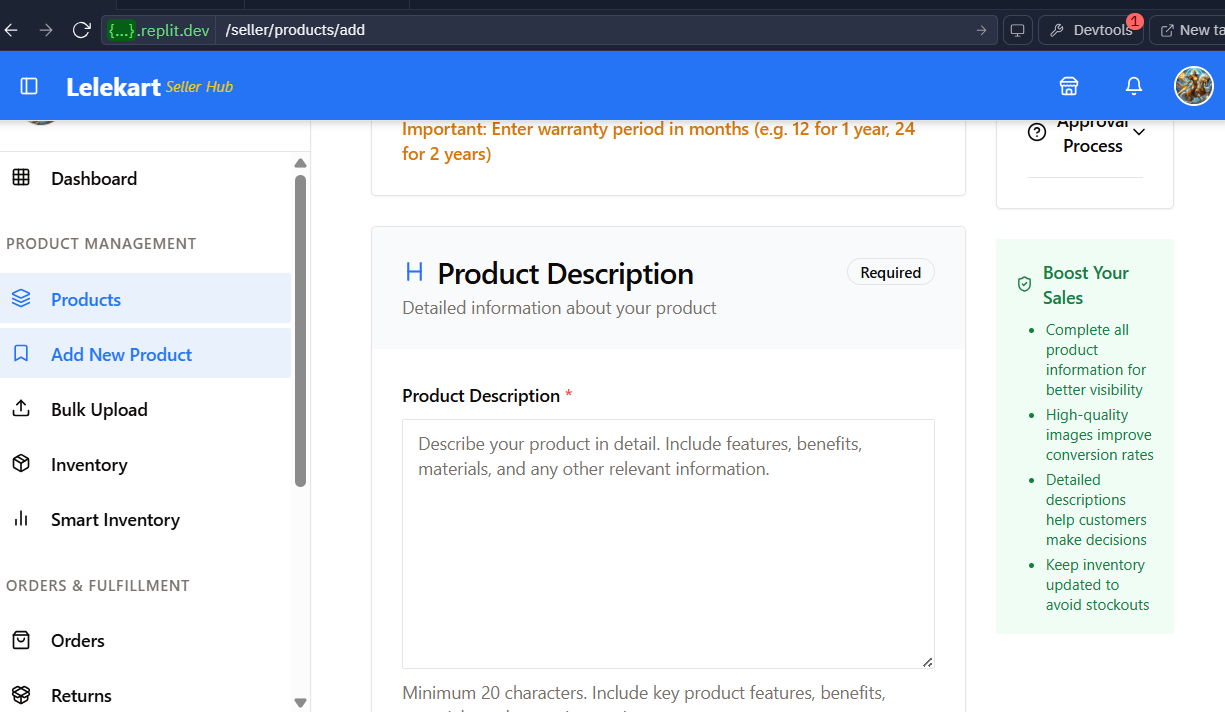 {...}.replit.dev /seller/products/add
Devtools 1
New ta
Lelekart Seller Hub
Dashboard
PRODUCT MANAGEMENT
Products
Add New Product
Bulk Upload
Inventory
Smart Inventory
ORDERS & FULFILLMENT
Orders
Returns
Important: Enter warranty period in months (e.g. 12 for 1 year, 24
for 2 years)
Product Description
Required
Detailed information about your product
Product Description *
Describe your product in detail. Include features, benefits,
materials, and any other relevant information.
Minimum 20 characters. Include key product features, benefits,
Approval
Process
Boost Your
Sales
• Complete all
product
information for
better visibility
• High-quality
images improve
conversion rates
• Detailed
descriptions
help customers
make decisions
• Keep inventory
updated to
avoid stockouts